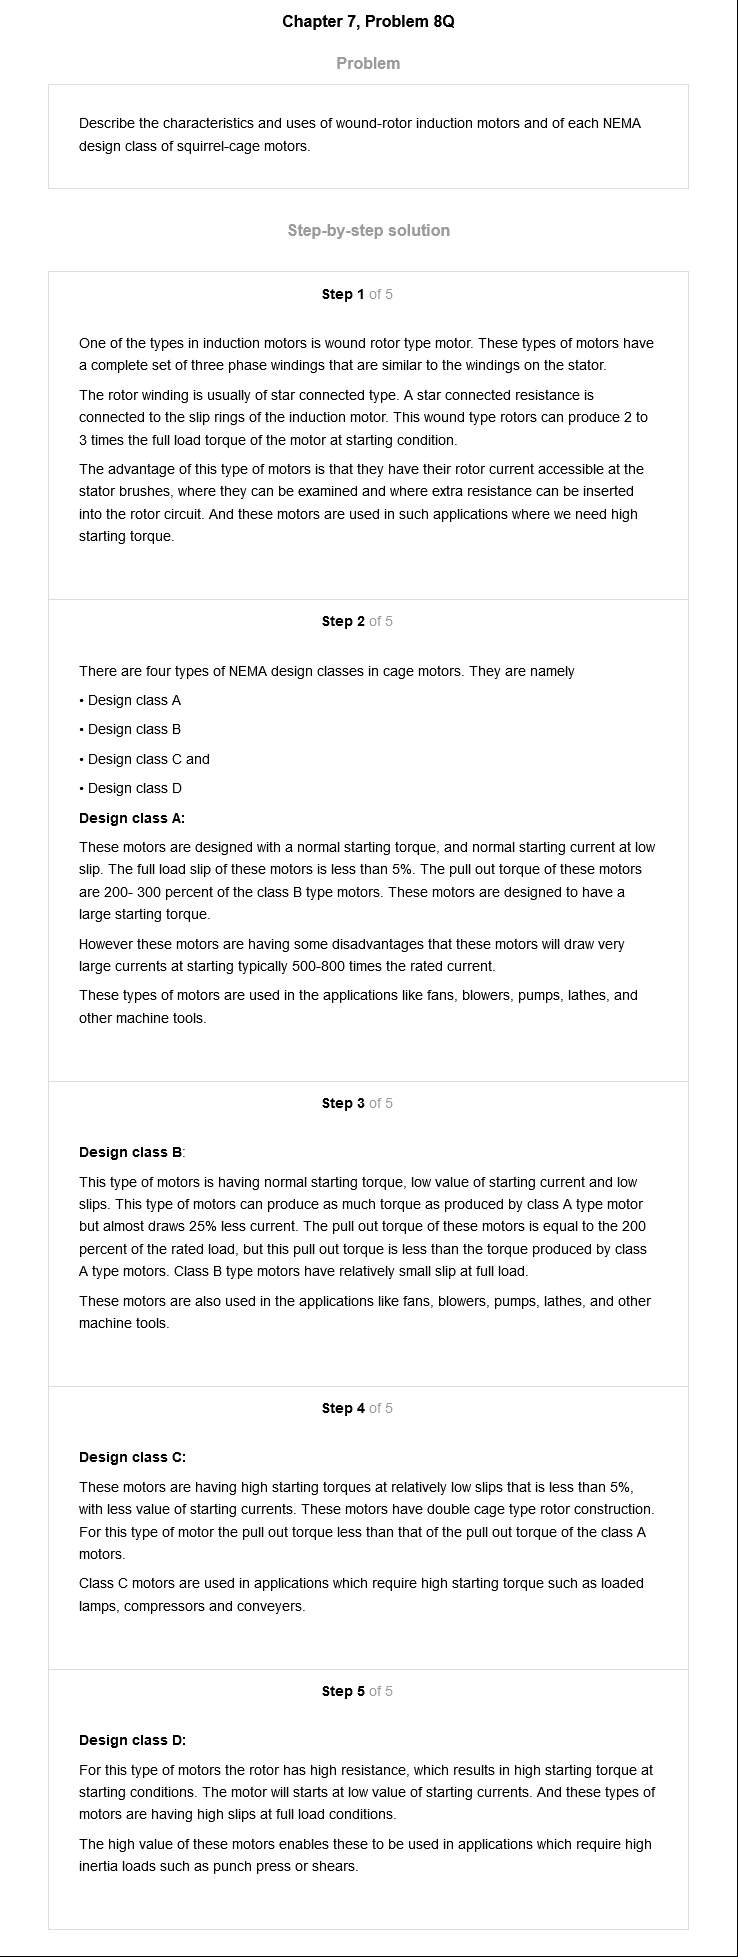 Chapter 7, Problem 8Q
Problem
Describe the characteristics and uses of wound-rotor induction motors and of each NEMA
design class of squirrel-cage motors.
Step-by-step solution
Step 1 of 5
One of the types in induction motors is wound rotor type motor. These types of motors have
a complete set of three phase windings that are similar to the windings on the stator.
The rotor winding is usually of star connected type. A star connected resistance is
connected to the slip rings of the induction motor. This wound type rotors can produce 2 to
3 times the full load torque of the motor at starting condition.
The advantage of this type of motors is that they have their rotor current accessible at the
stator brushes, where they can be examined and where extra resistance can be inserted
into the rotor circuit. And these motors are used in such applications where we need high
starting torque.
Step 2 of 5
There are four types of NEMA design classes in cage motors. They are namely
• Design class A
• Design class B
• Design class C and
• Design class D
Design class A:
These motors are designed with a normal starting torque, and normal starting current at low
slip. The full load slip of these motors is less than 5%. The pull out torque of these motors
are 200- 300 percent of the class B type motors. These motors are designed to have a
large starting torque.
However these motors are having some disadvantages that these motors will draw very
large currents at starting typically 500-800 times the rated current.
These types of motors are used in the applications like fans, blowers, pumps, lathes, and
other machine tools.
Step 3 of 5
Design class B:
This type of motors is having normal starting torque, low value of starting current and low
slips. This type of motors can produce as much torque as produced by class A type motor
but almost draws 25% less current. The pull out torque of these motors is equal to the 200
percent of the rated load, but this pull out torque is less than the torque produced by class
A type motors. Class B type motors have relatively small slip at full load.
These motors are also used in the applications like fans, blowers, pumps, lathes, and other
machine tools.
Step 4 of 5
Design class C:
These motors are having high starting torques at relatively low slips that is less than 5%,
with less value of starting currents. These motors have double cage type rotor construction.
For this type of motor the pull out torque less than that of the pull out torque of the class A
motors.
Class C motors are used in applications which require high starting torque such as loaded
lamps, compressors and conveyers.
Step 5 of 5
Design class D:
For this type of motors the rotor has high resistance, which results in high starting torque at
starting conditions. The motor will starts at low value of starting currents. And these types of
motors are having high slips at full load conditions.
The high value of these motors enables these to be used in applications which require high
inertia loads such as punch press or shears.